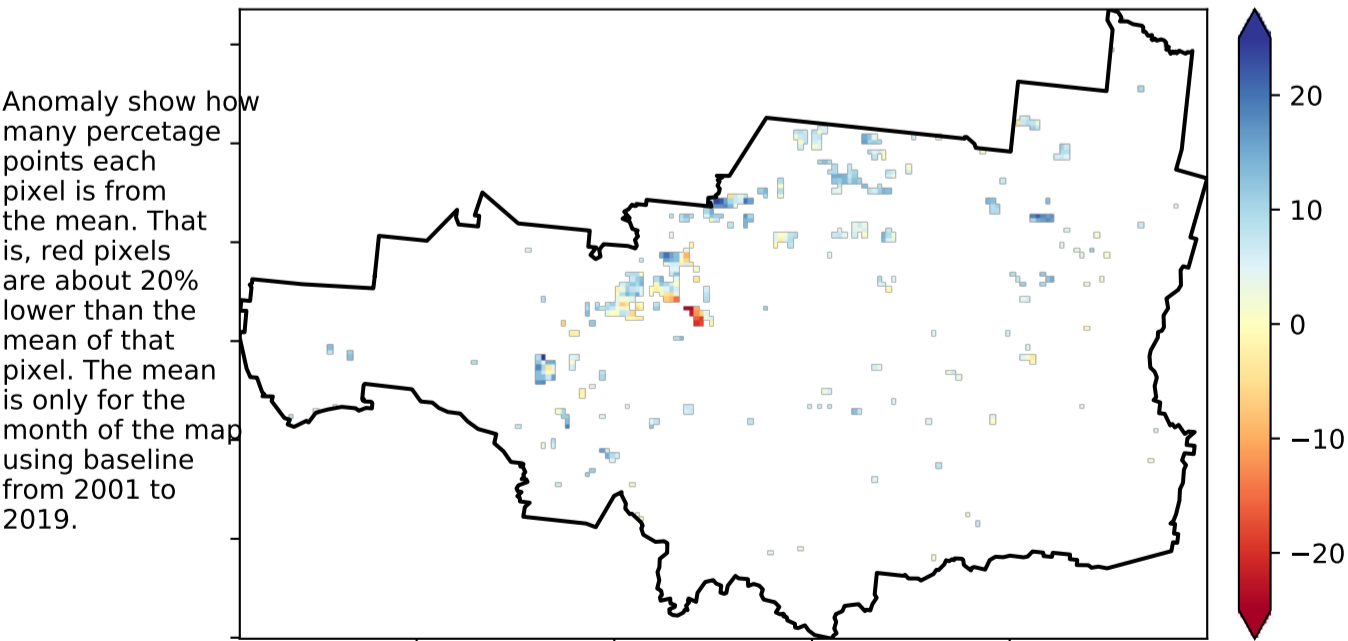 Anomaly show how
many percetage
points each
pixel is from
the mean. That
is, red pixels
are about 20%
lower than the
mean of that
pixel. The mean
is only for the
month of the map
using baseline
from 2001 to
2019.
20
10
0
−10
−20